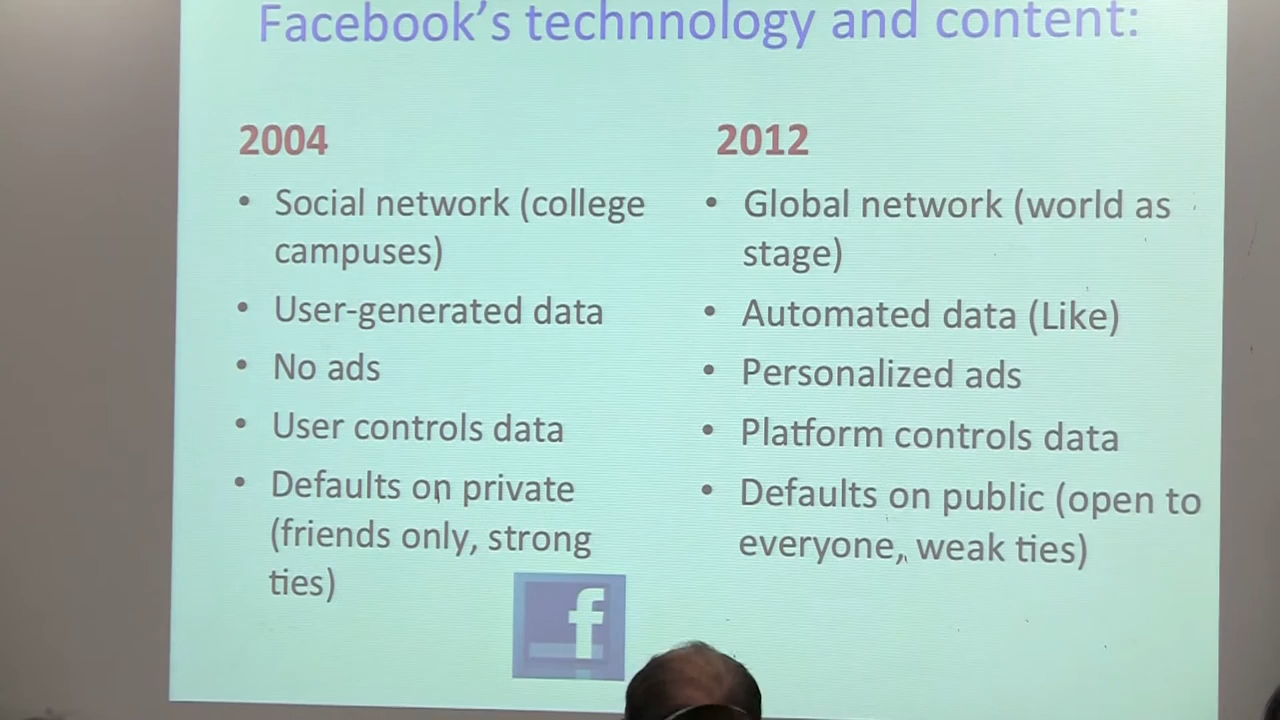 Facebook's technnology and content:
2004
• Social network (college
campuses)
• User-generated data
• No ads
• User controls data
• Defaults on private
(friends only, strong
ties)
2012
• Global network (world as
stage)
• Automated data (Like)
• Personalized ads
• Platform controls data
• Defaults on public (open to
everyone, weak ties)
f